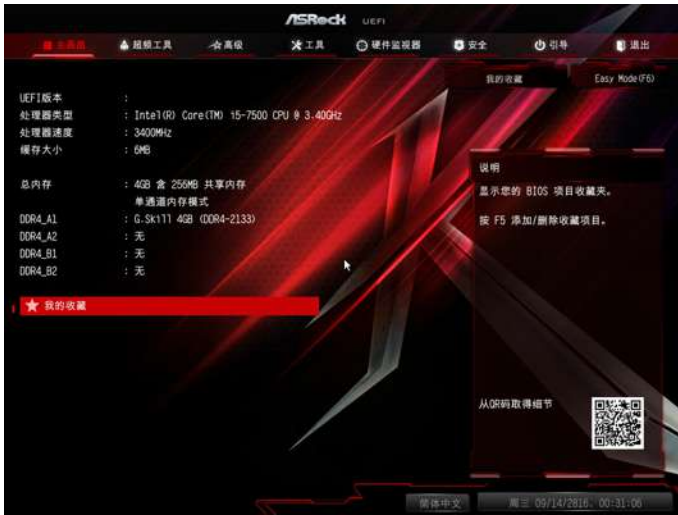 ASRock UEFI
主画面 超频工具 高级 工具 硬件监视器 安全 引导 退出
我的收藏 Easy Mode(F6)
UEFI版本 :
处理器类型 : Intel(R) Core(TM) i5-7500 CPU @ 3.40GHz
处理器速度 : 3400MHz
缓存大小 : 6MB
总内存 : 4GB 含 256MB 共享内存
单通道内存模式
DDR4_A1 : G.Skill 4GB (DDR4-2133)
DDR4_A2 : 无
DDR4_B1 : 无
DDR4_B2 : 无
我的收藏
说明
显示您的 BIOS 项目收藏夹。
按 F5 添加/删除收藏项目。
从QR码取得细节
简体中文 周三 09/14/2816. 00:31:06